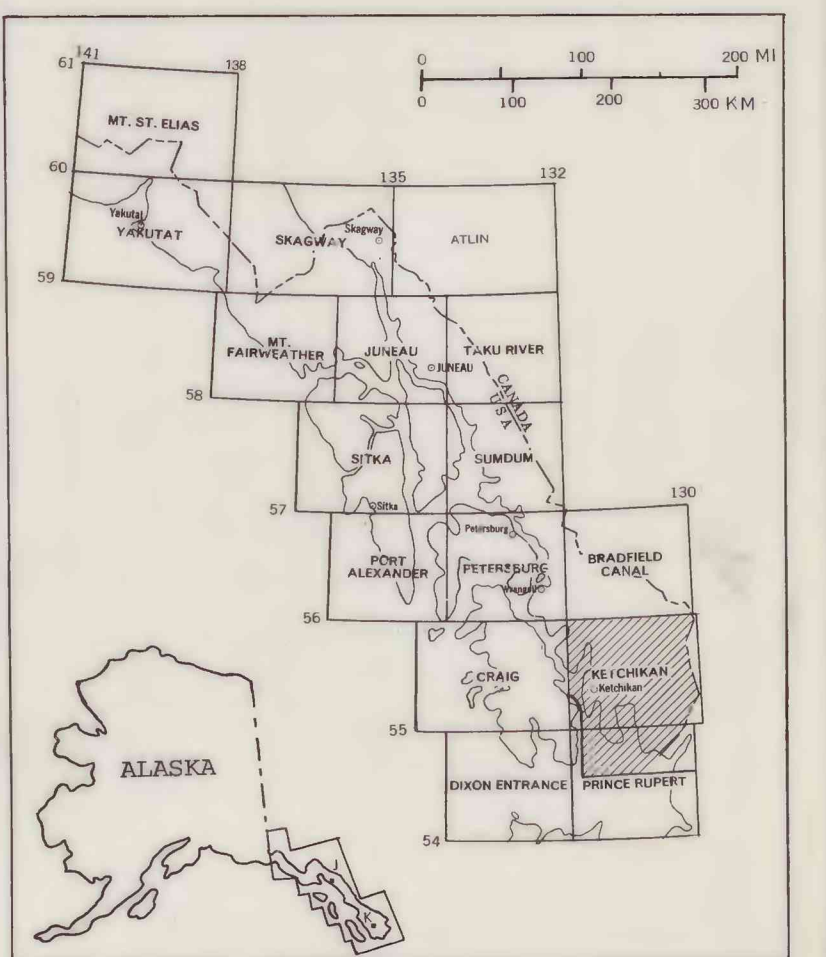 61
141
138
0 100 200 MI
0 100 200 300 KM
MT. ST. ELIAS
60
135
132
Yakutat
YAKUTAT
Skagway
SKAGWAY
ATLIN
59
MT.
FAIRWEATHER
JUNEAU
JUNEAU
TAKU RIVER
58
CANADA
USA
SITKA
SUMDUM
Sitka
57
130
Petersburg
PORT
ALEXANDER
PETERSBURG
Wrangell
BRADFIELD
CANAL
56
CRAIG
KETCHIKAN
Ketchikan
55
ALASKA
DIXON ENTRANCE
PRINCE RUPERT
54
J
K